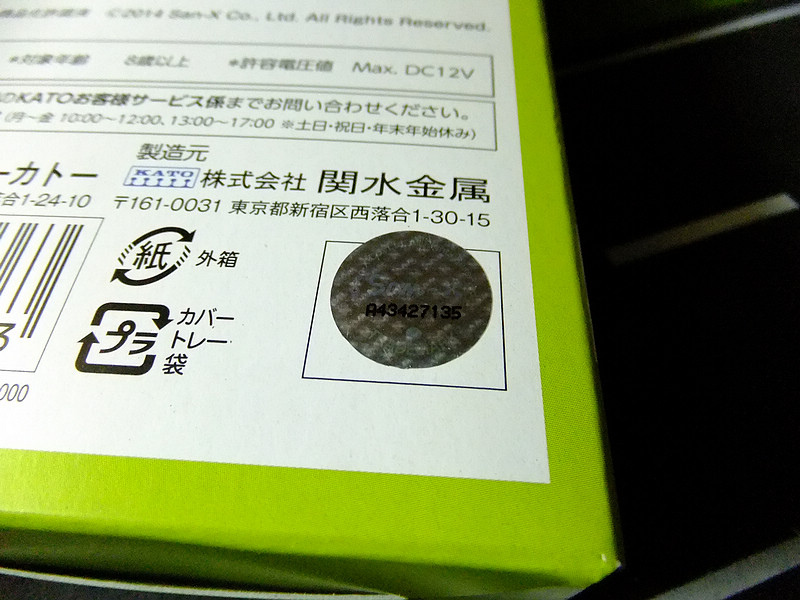 ©2014 San-X Co., Ltd. All Rights Reserved.
*対象年齢 8歳以上 *許容電圧値 Max. DC12V
KATOお客様サービス係までお問い合わせください。
(月〜金 10:00〜12:00、13:00〜17:00 ※土日・祝日・年末年始休み)
製造元
ーカトー
KATO 株式会社 関水金属
合1-24-10
〒161-0031 東京都新宿区西落合1-30-15
紙 外箱
プラ カバー
トレー
袋
A43427135
3
000